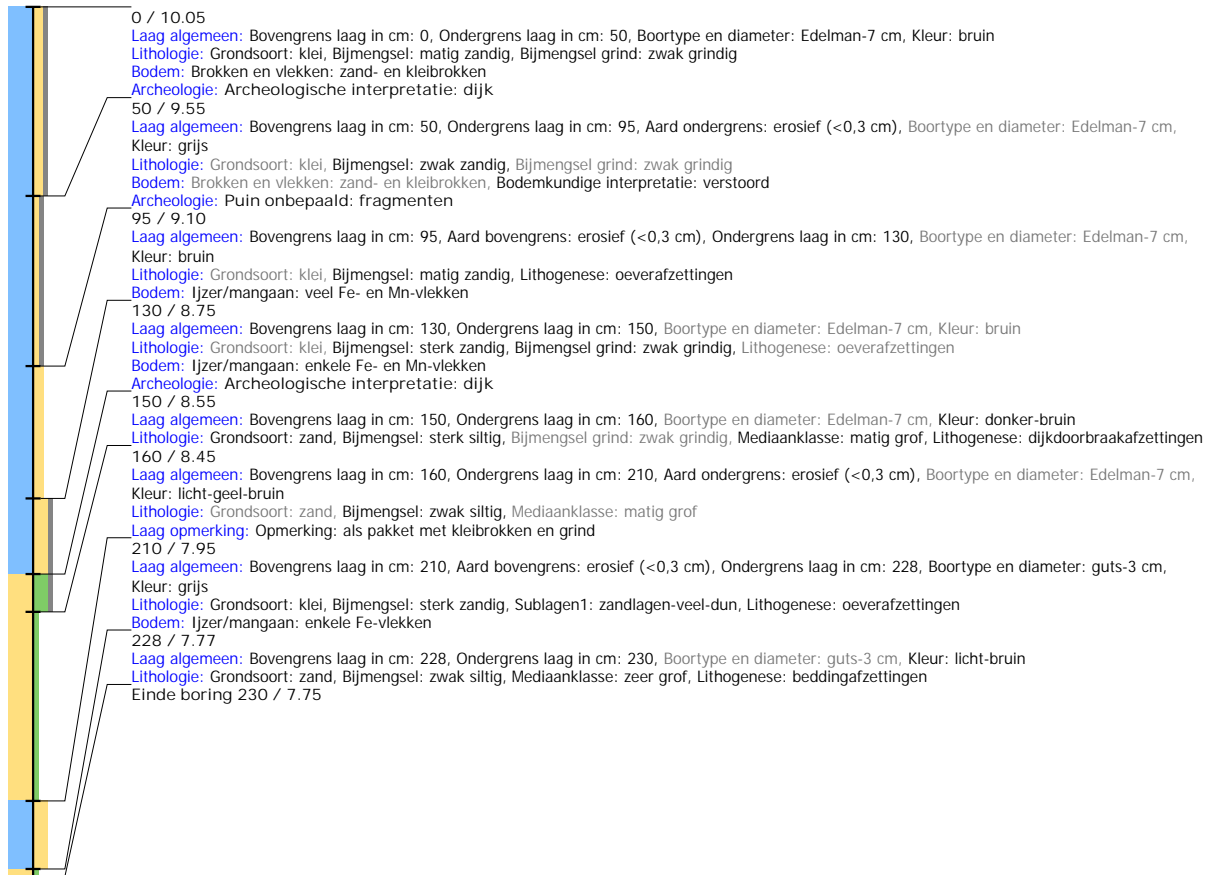 0 / 10.05
Laag algemeen: Bovengrens laag in cm: 0, Ondergrens laag in cm: 50, Boortype en diameter: Edelman-7 cm, Kleur: bruin
Lithologie: Grondsoort: klei, Bijmengsel: matig zandig, Bijmengsel grind: zwak grindig
Bodem: Brokken en vlekken: zand- en kleibrokken
Archeologie: Archeologische interpretatie: dijk
50 / 9.55
Laag algemeen: Bovengrens laag in cm: 50, Ondergrens laag in cm: 95, Aard ondergrens: erosief (<0,3 cm), Boortype en diameter: Edelman-7 cm,
Kleur: grijs
Lithologie: Grondsoort: klei, Bijmengsel: zwak zandig, Bijmengsel grind: zwak grindig
Bodem: Brokken en vlekken: zand- en kleibrokken, Bodemkundige interpretatie: verstoord
Archeologie: Puin onbepaald: fragmenten
95 / 9.10
Laag algemeen: Bovengrens laag in cm: 95, Aard bovengrens: erosief (<0,3 cm), Ondergrens laag in cm: 130, Boortype en diameter: Edelman-7 cm,
Kleur: bruin
Lithologie: Grondsoort: klei, Bijmengsel: matig zandig, Lithogenese: oeverafzettingen
Bodem: Ijzer/mangaan: veel Fe- en Mn-vlekken
130 / 8.75
Laag algemeen: Bovengrens laag in cm: 130, Ondergrens laag in cm: 150, Boortype en diameter: Edelman-7 cm, Kleur: bruin
Lithologie: Grondsoort: klei, Bijmengsel: sterk zandig, Bijmengsel grind: zwak grindig, Lithogenese: oeverafzettingen
Bodem: Ijzer/mangaan: enkele Fe- en Mn-vlekken
Archeologie: Archeologische interpretatie: dijk
150 / 8.55
Laag algemeen: Bovengrens laag in cm: 150, Ondergrens laag in cm: 160, Boortype en diameter: Edelman-7 cm, Kleur: donker-bruin
Lithologie: Grondsoort: zand, Bijmengsel: sterk siltig, Bijmengsel grind: zwak grindig, Mediaanklasse: matig grof, Lithogenese: dijkdoorbraakafzettingen
160 / 8.45
Laag algemeen: Bovengrens laag in cm: 160, Ondergrens laag in cm: 210, Aard ondergrens: erosief (<0,3 cm), Boortype en diameter: Edelman-7 cm,
Kleur: licht-geel-bruin
Lithologie: Grondsoort: zand, Bijmengsel: zwak siltig, Mediaanklasse: matig grof
Laag opmerking: Opmerking: als pakket met kleibrokken en grind
210 / 7.95
Laag algemeen: Bovengrens laag in cm: 210, Aard bovengrens: erosief (<0,3 cm), Ondergrens laag in cm: 228, Boortype en diameter: guts-3 cm,
Kleur: grijs
Lithologie: Grondsoort: klei, Bijmengsel: sterk zandig, Sublagen1: zandlagen-veel-dun, Lithogenese: oeverafzettingen
Bodem: Ijzer/mangaan: enkele Fe-vlekken
228 / 7.77
Laag algemeen: Bovengrens laag in cm: 228, Ondergrens laag in cm: 230, Boortype en diameter: guts-3 cm, Kleur: licht-bruin
Lithologie: Grondsoort: zand, Bijmengsel: zwak siltig, Mediaanklasse: zeer grof, Lithogenese: beddingafzettingen
Einde boring 230 / 7.75